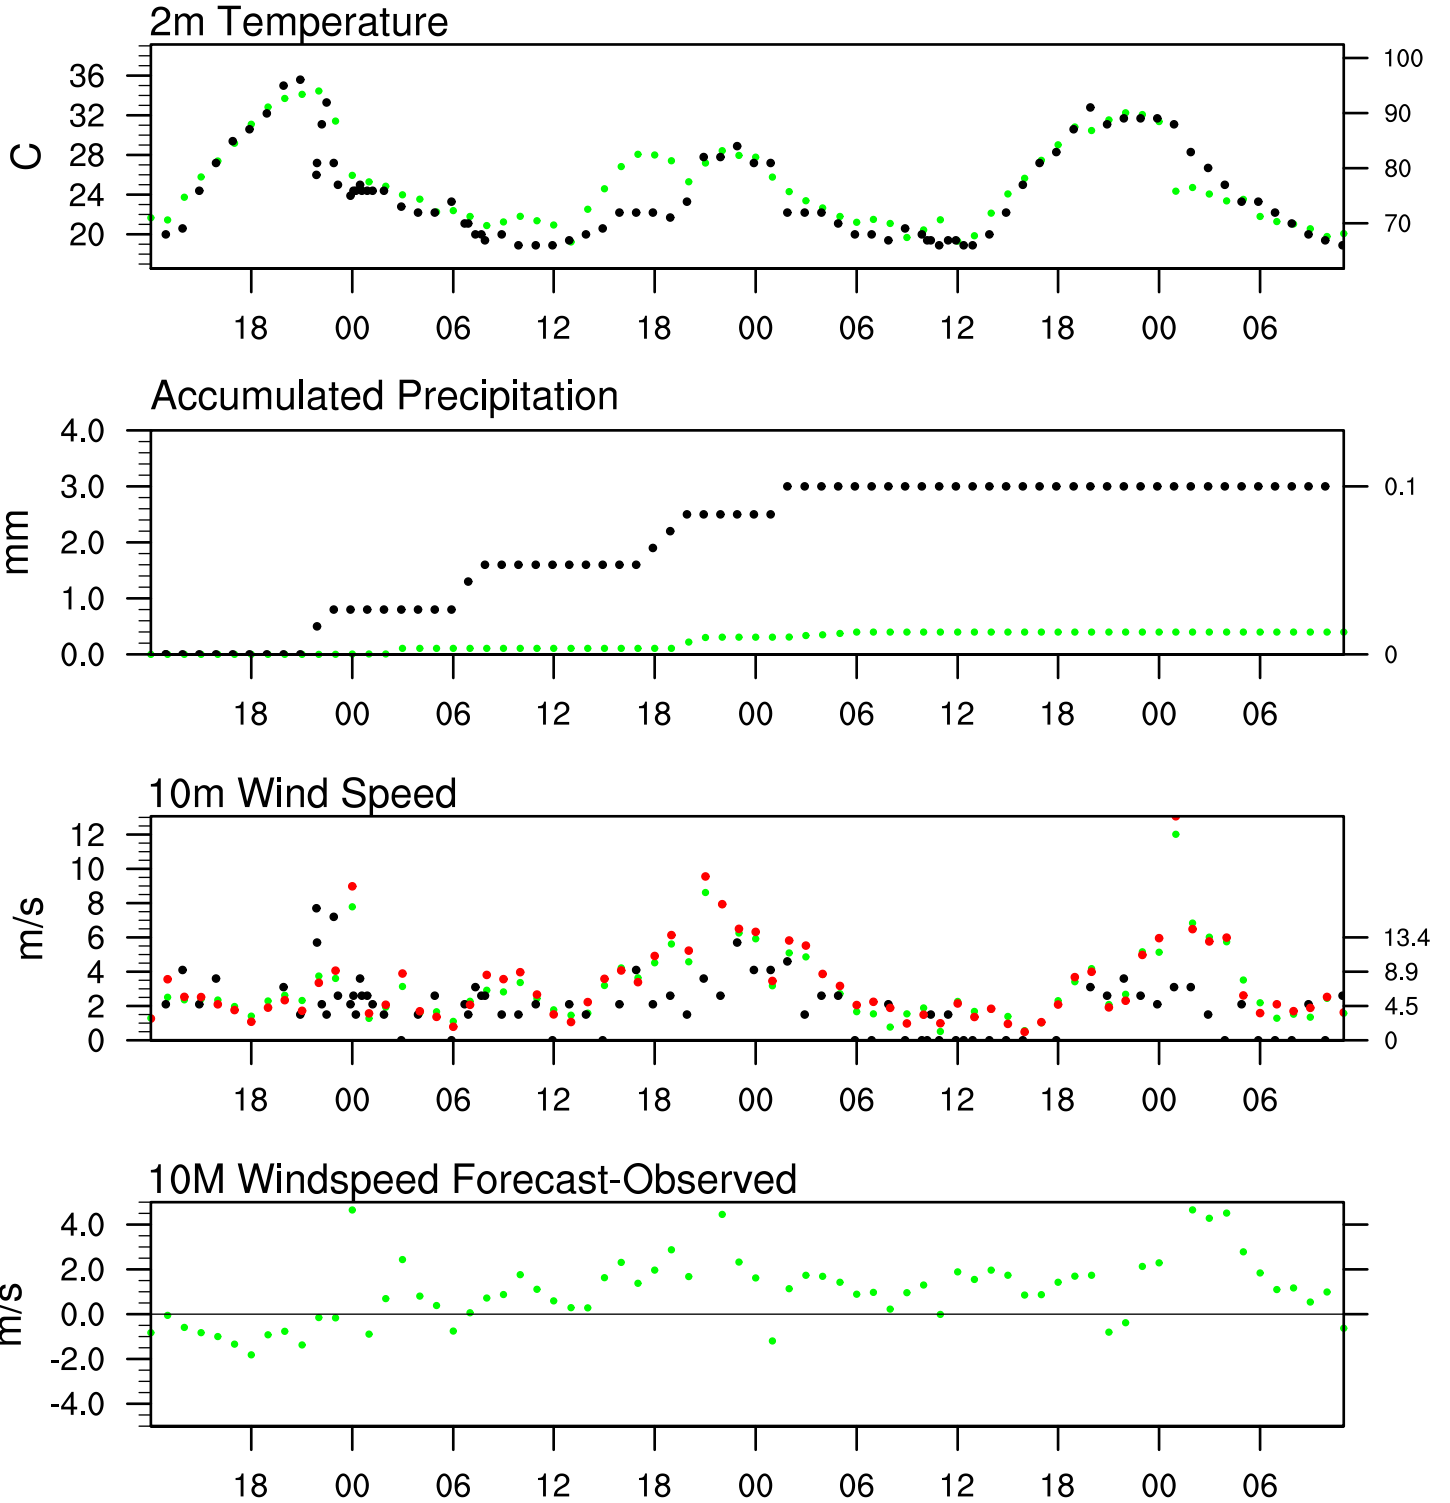 2m Temperature
36
32
28
24
20
C
100
90
80
70
18 00 06 12 18 00 06 12 18 00 06
Accumulated Precipitation
4.0
3.0
2.0
1.0
0.0
mm
0.1
0
18 00 06 12 18 00 06 12 18 00 06
10m Wind Speed
12
10
8
6
4
2
0
m/s
13.4
8.9
4.5
0
18 00 06 12 18 00 06 12 18 00 06
10M Windspeed Forecast-Observed
4.0
2.0
0.0
-2.0
-4.0
m/s
18 00 06 12 18 00 06 12 18 00 06